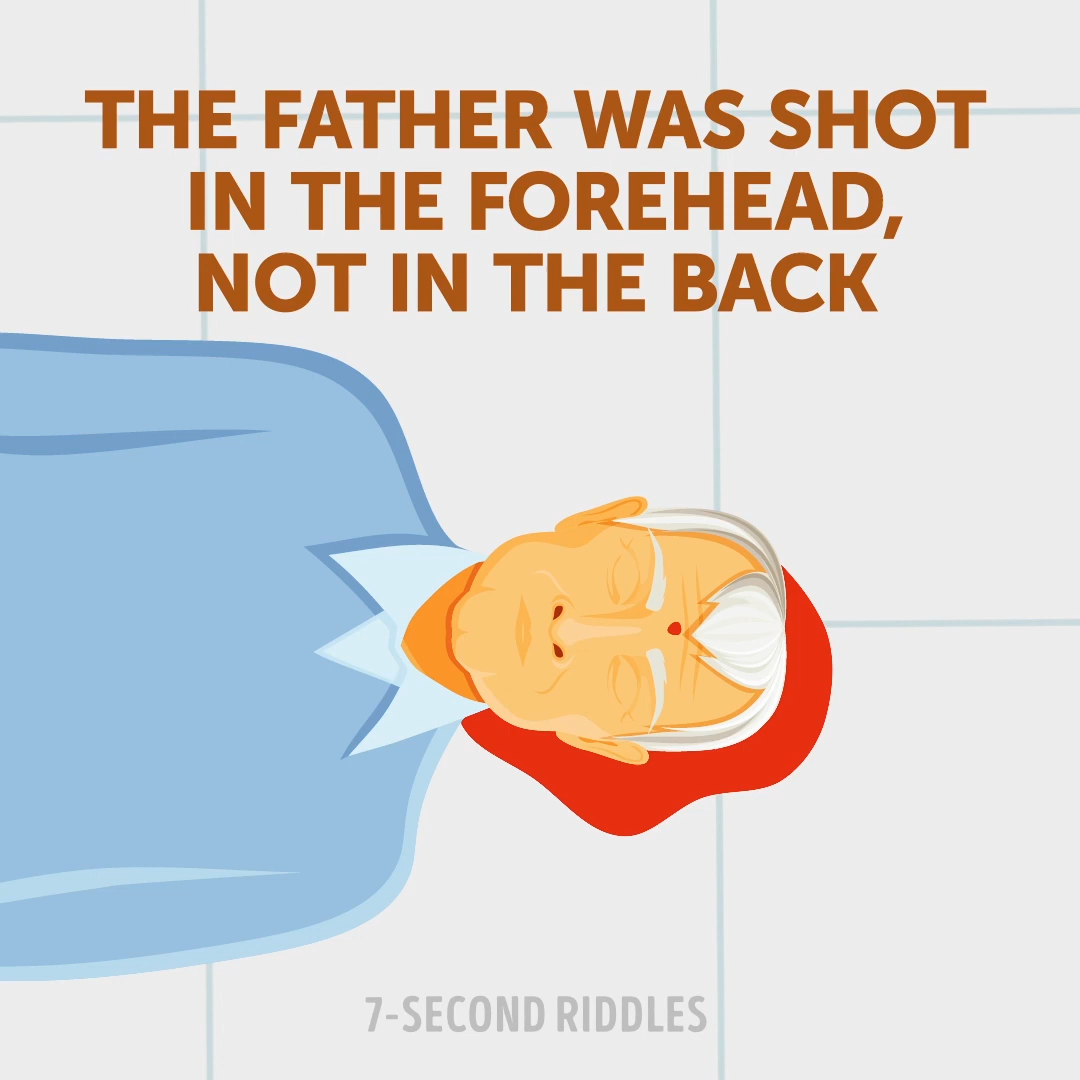 THE FATHER WAS SHOT
IN THE FOREHEAD,
NOT IN THE BACK
7-SECOND RIDDLES